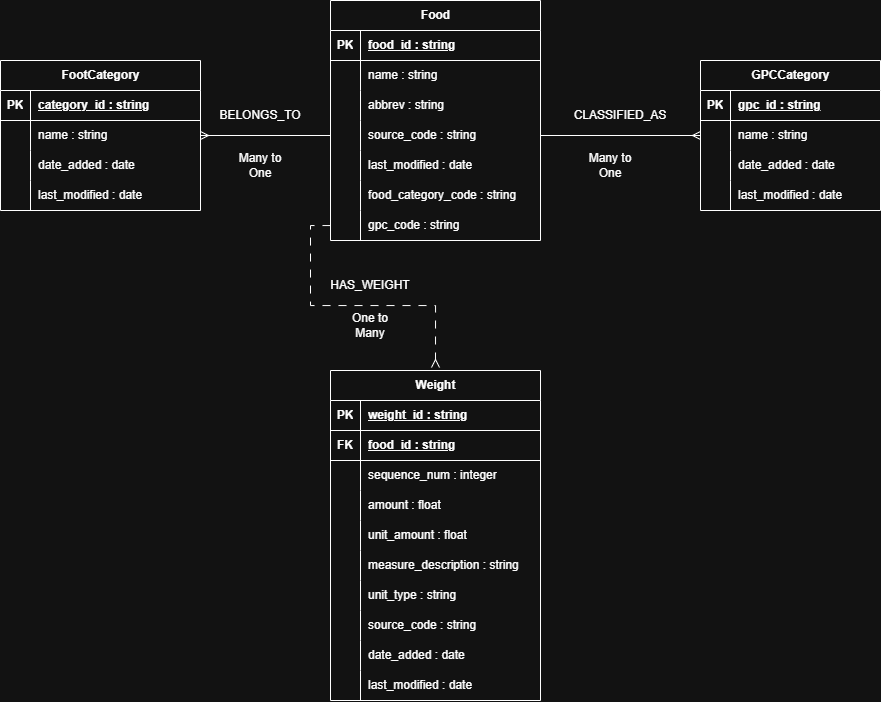 Food
PK food_id : string
name : string
abbrev : string
source_code : string
last_modified : date
food_category_code : string
gpc_code : string
FootCategory
PK category_id : string
name : string
date_added : date
last_modified : date
BELONGS_TO
Many to
One
CLASSIFIED_AS
Many to
One
GPCCategory
PK gpc_id : string
name : string
date_added : date
last_modified : date
HAS_WEIGHT
One to
Many
Weight
PK weight_id : string
FK food_id : string
sequence_num : integer
amount : float
unit_amount : float
measure_description : string
unit_type : string
source_code : string
date_added : date
last_modified : date